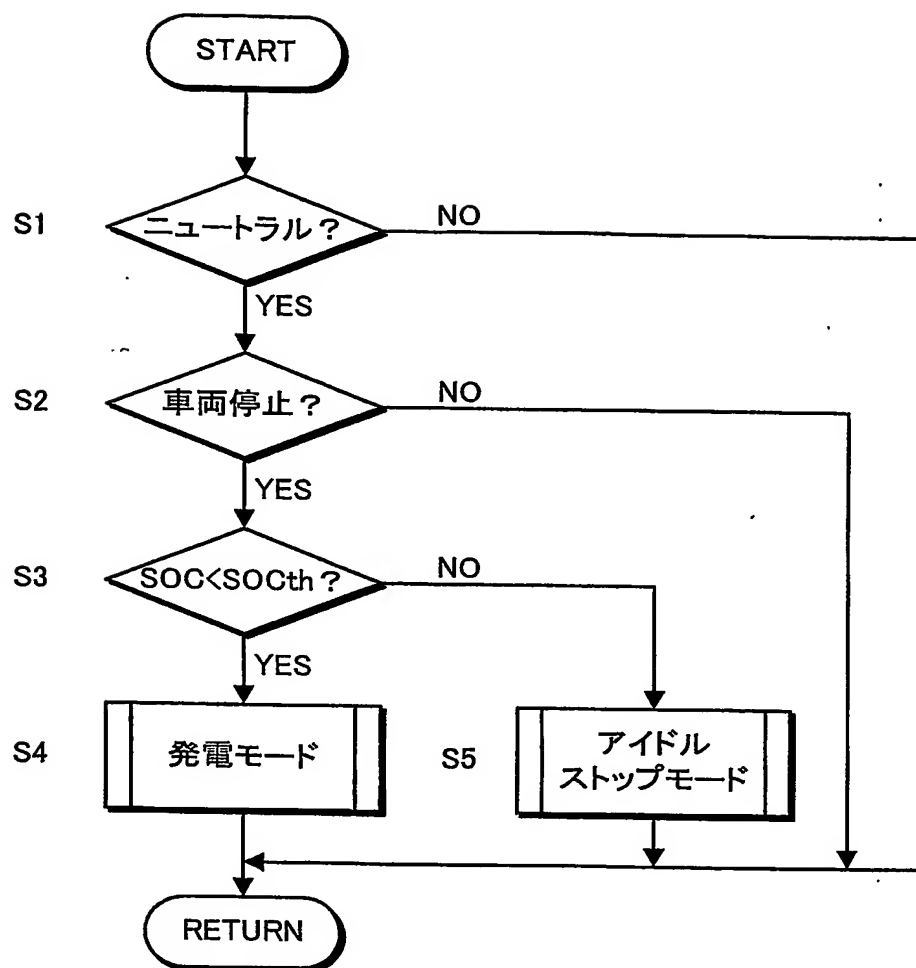 START
S1
ニュートラル？
NO
YES
S2
車両停止？
NO
YES
S3
SOC<SOCth？
NO
YES
S4
発電モード
S5
アイドル
ストップモード
RETURN